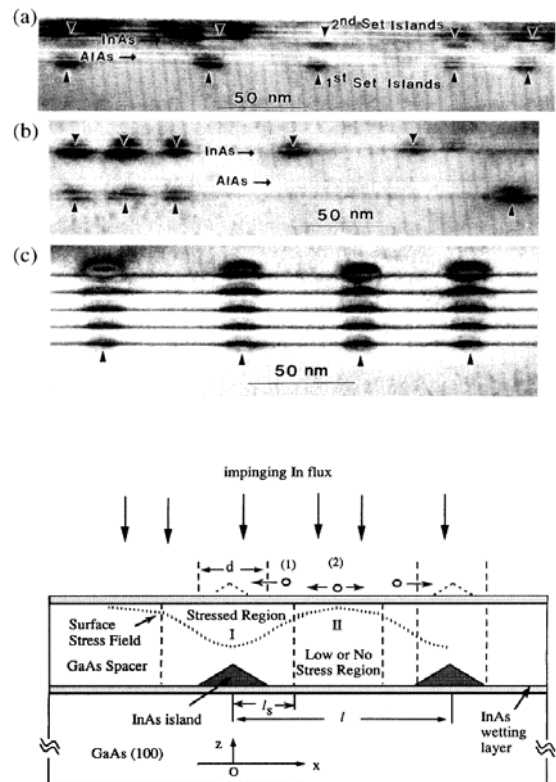 (a)
2nd Set Islands
InAs
AlAs →
1st Set Islands
50 nm
(b)
InAs →
AlAs →
50 nm
(c)
50 nm
impinging In flux
d
(1)
(2)
Surface
Stress Field
Stressed Region
I
II
GaAs Spacer
Low or No
Stress Region
InAs island
ls
l
InAs
wetting
layer
GaAs (100)
z
x
O